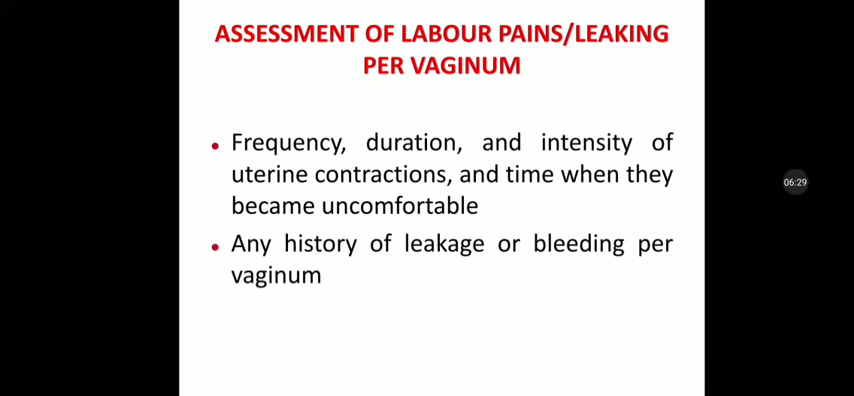 ASSESSMENT OF LABOUR PAINS/LEAKING
PER VAGINUM
• Frequency, duration, and intensity of
uterine contractions, and time when they
became uncomfortable
• Any history of leakage or bleeding per
vaginum
06:29